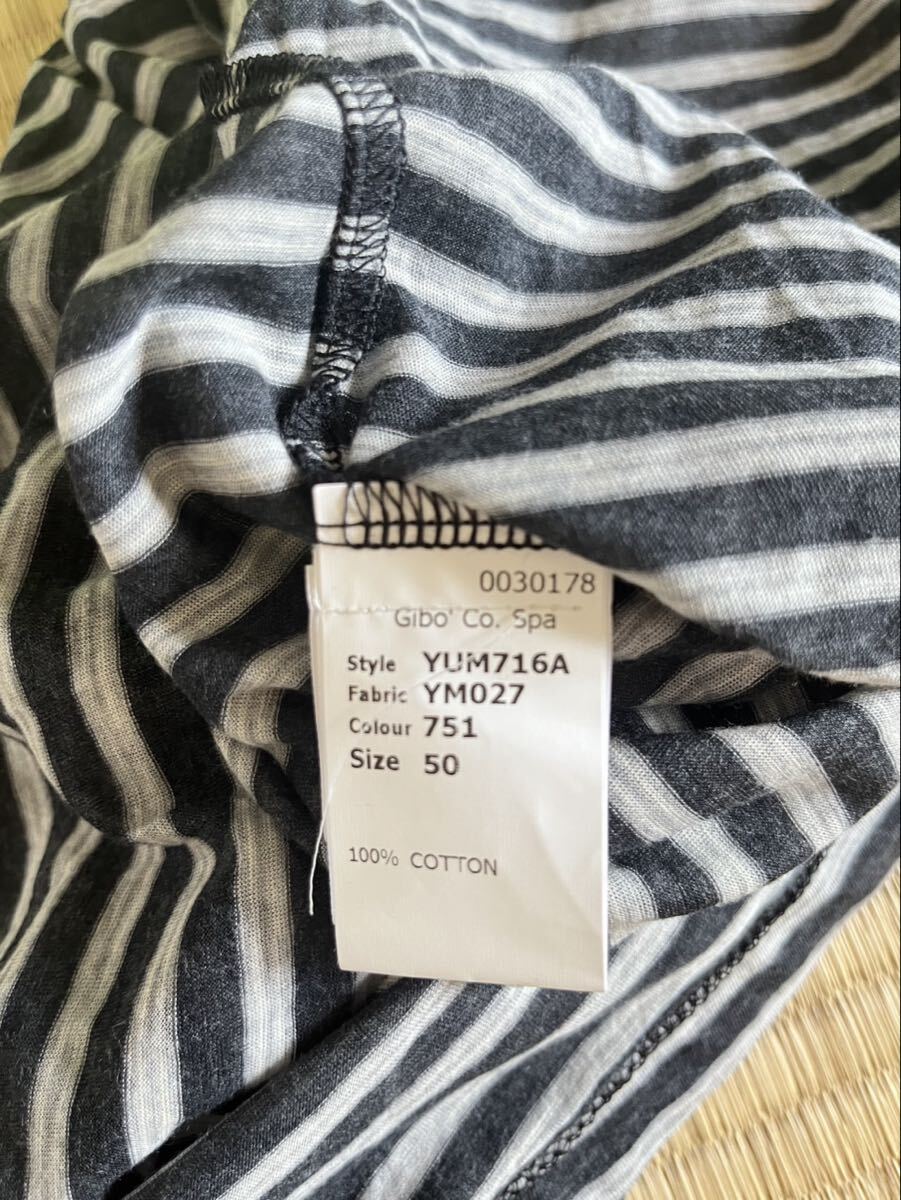 0030178
Gibo' Co. Spa
Style YUM716A
Fabric YM027
Colour 751
Size 50
100% COTTON